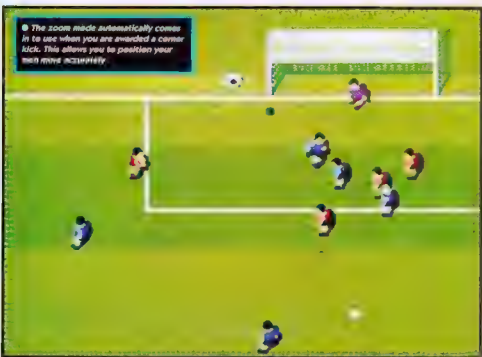 The zoom mode automatically comes
in to use when you are awarded a corner
kick. This allows you to position your
men more accurately